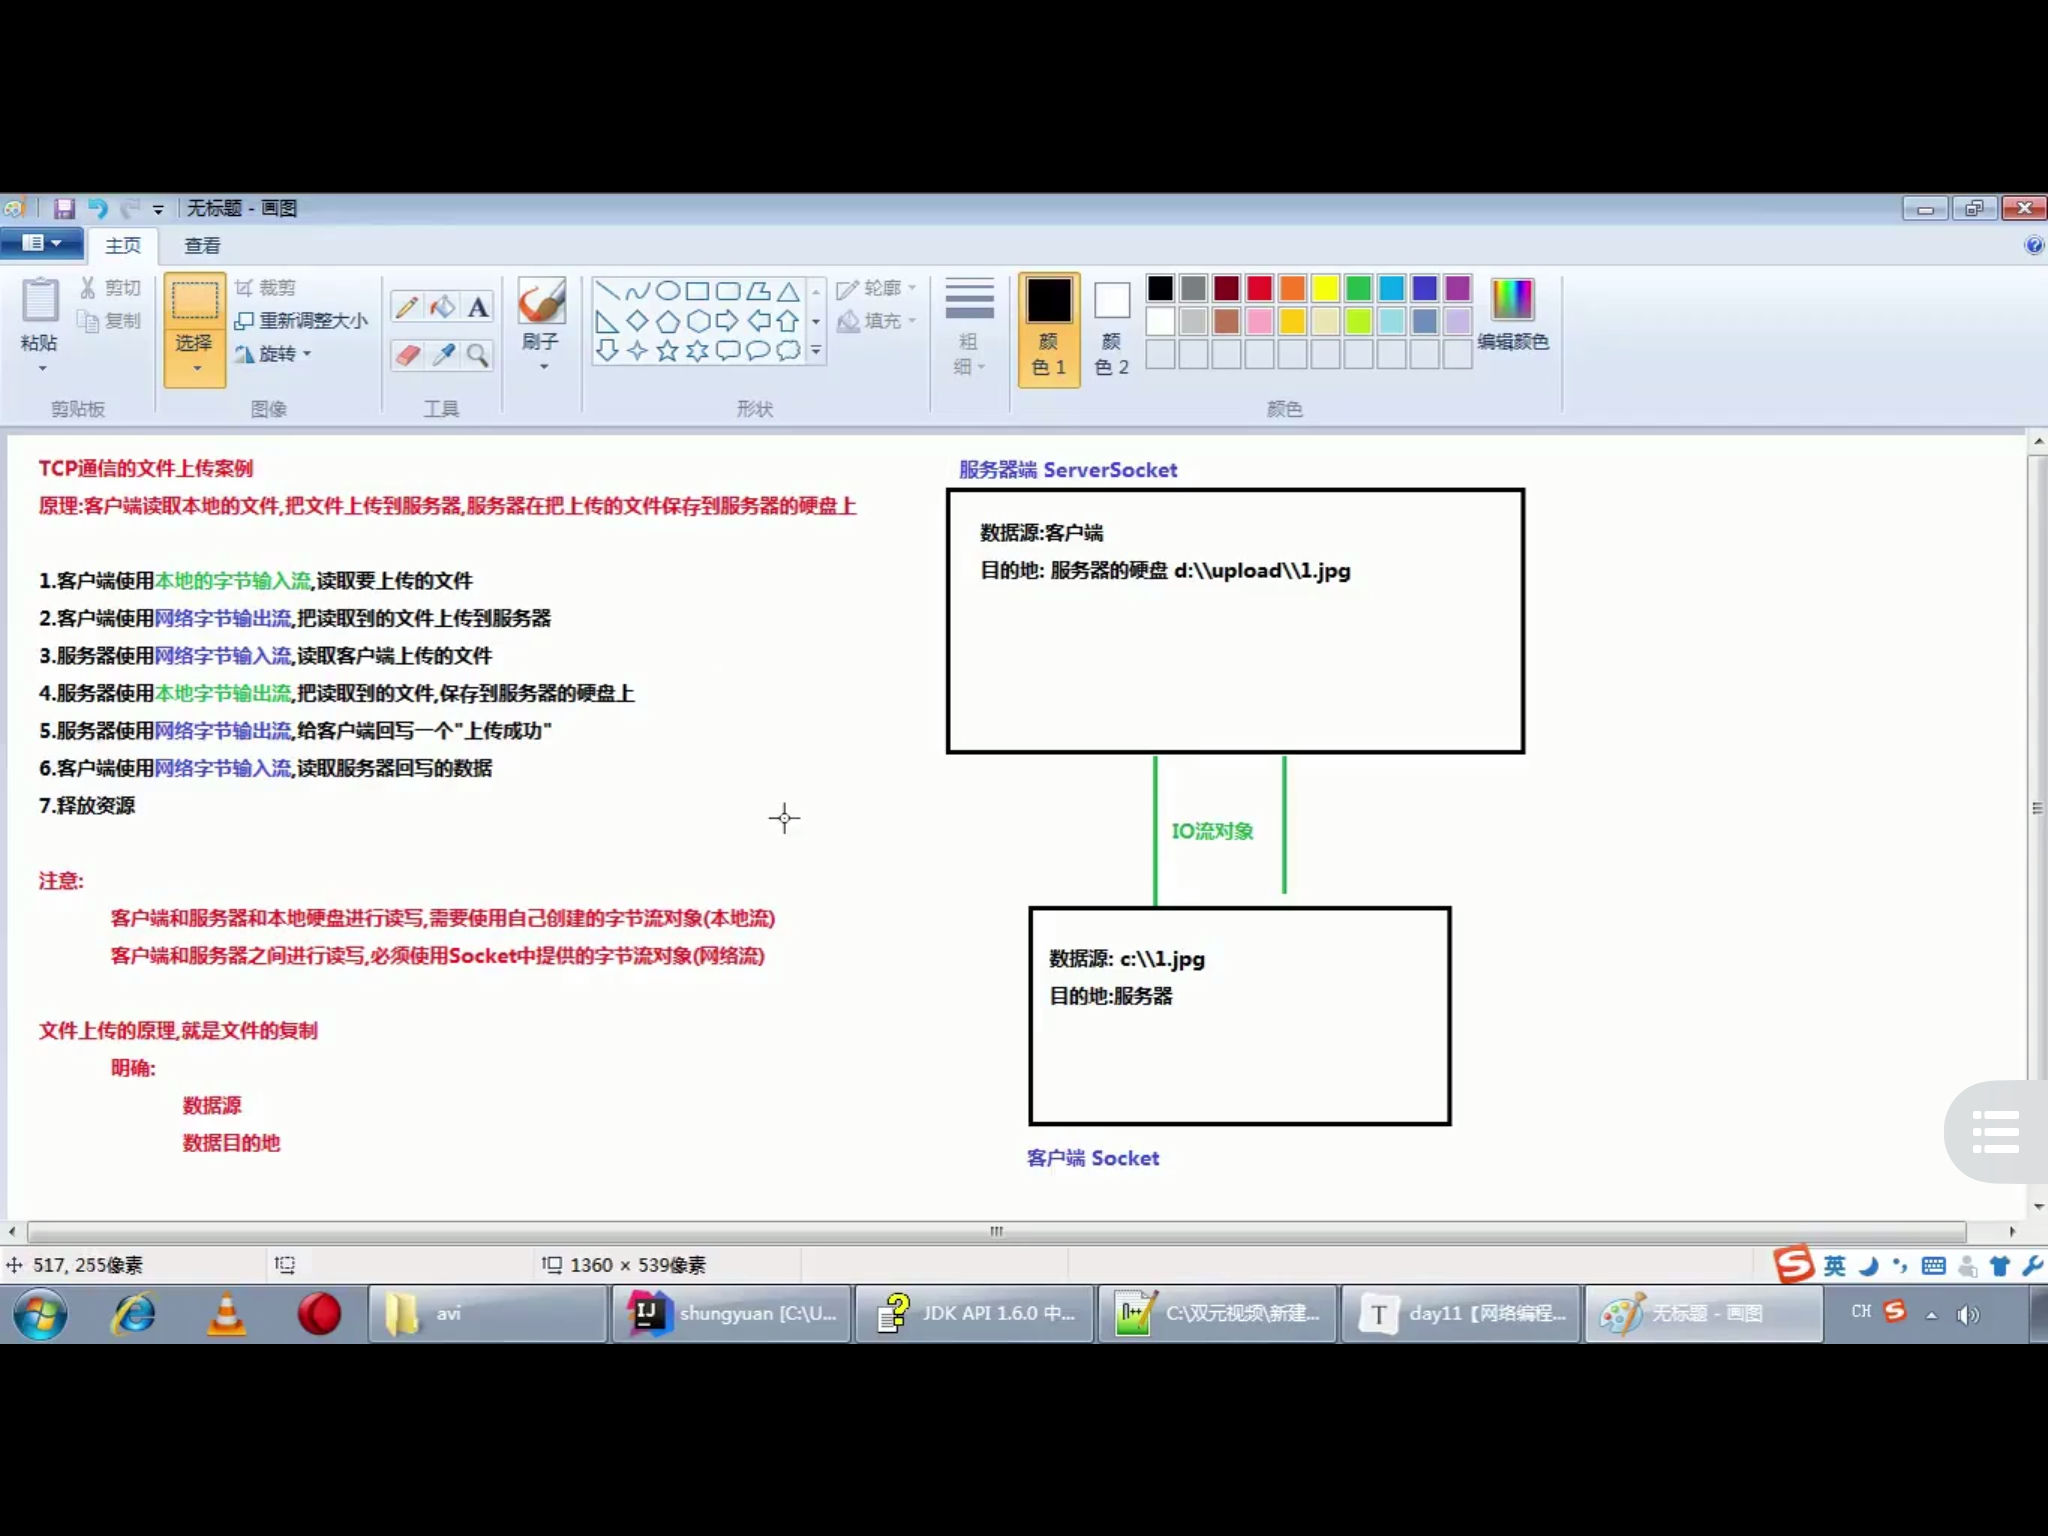 无标题 - 画图
主页 查看
粘贴 剪切 复制 剪贴板
选择 裁剪 重新调整大小 旋转 图像
A 工具
刷子
形状 轮廓 填充
粗细
颜色 1 颜色 2 编辑颜色 颜色
TCP通信的文件上传案例
原理:客户端读取本地的文件,把文件上传到服务器,服务器在把上传的文件保存到服务器的硬盘上
1.客户端使用本地的字节输入流,读取要上传的文件
2.客户端使用网络字节输出流,把读取到的文件上传到服务器
3.服务器使用网络字节输入流,读取客户端上传的文件
4.服务器使用本地字节输出流,把读取到的文件,保存到服务器的硬盘上
5.服务器使用网络字节输出流,给客户端回写一个"上传成功"
6.客户端使用网络字节输入流,读取服务器回写的数据
7.释放资源
注意:
客户端和服务器和本地硬盘进行读写,需要使用自己创建的字节流对象(本地流)
客户端和服务器之间进行读写,必须使用Socket中提供的字节流对象(网络流)
文件上传的原理,就是文件的复制
明确:
数据源
数据目的地
服务器端 ServerSocket
数据源:客户端
目的地: 服务器的硬盘 d:\\upload\\1.jpg
IO流对象
数据源: c:\\1.jpg
目的地:服务器
客户端 Socket
517, 255像素
1360 × 539像素
英
avi
IJ
shungyuan [C:\U...
JDK API 1.6.0 中...
C:\双元视频\新建...
T
day11【网络编程...
无标题 - 画图
CH